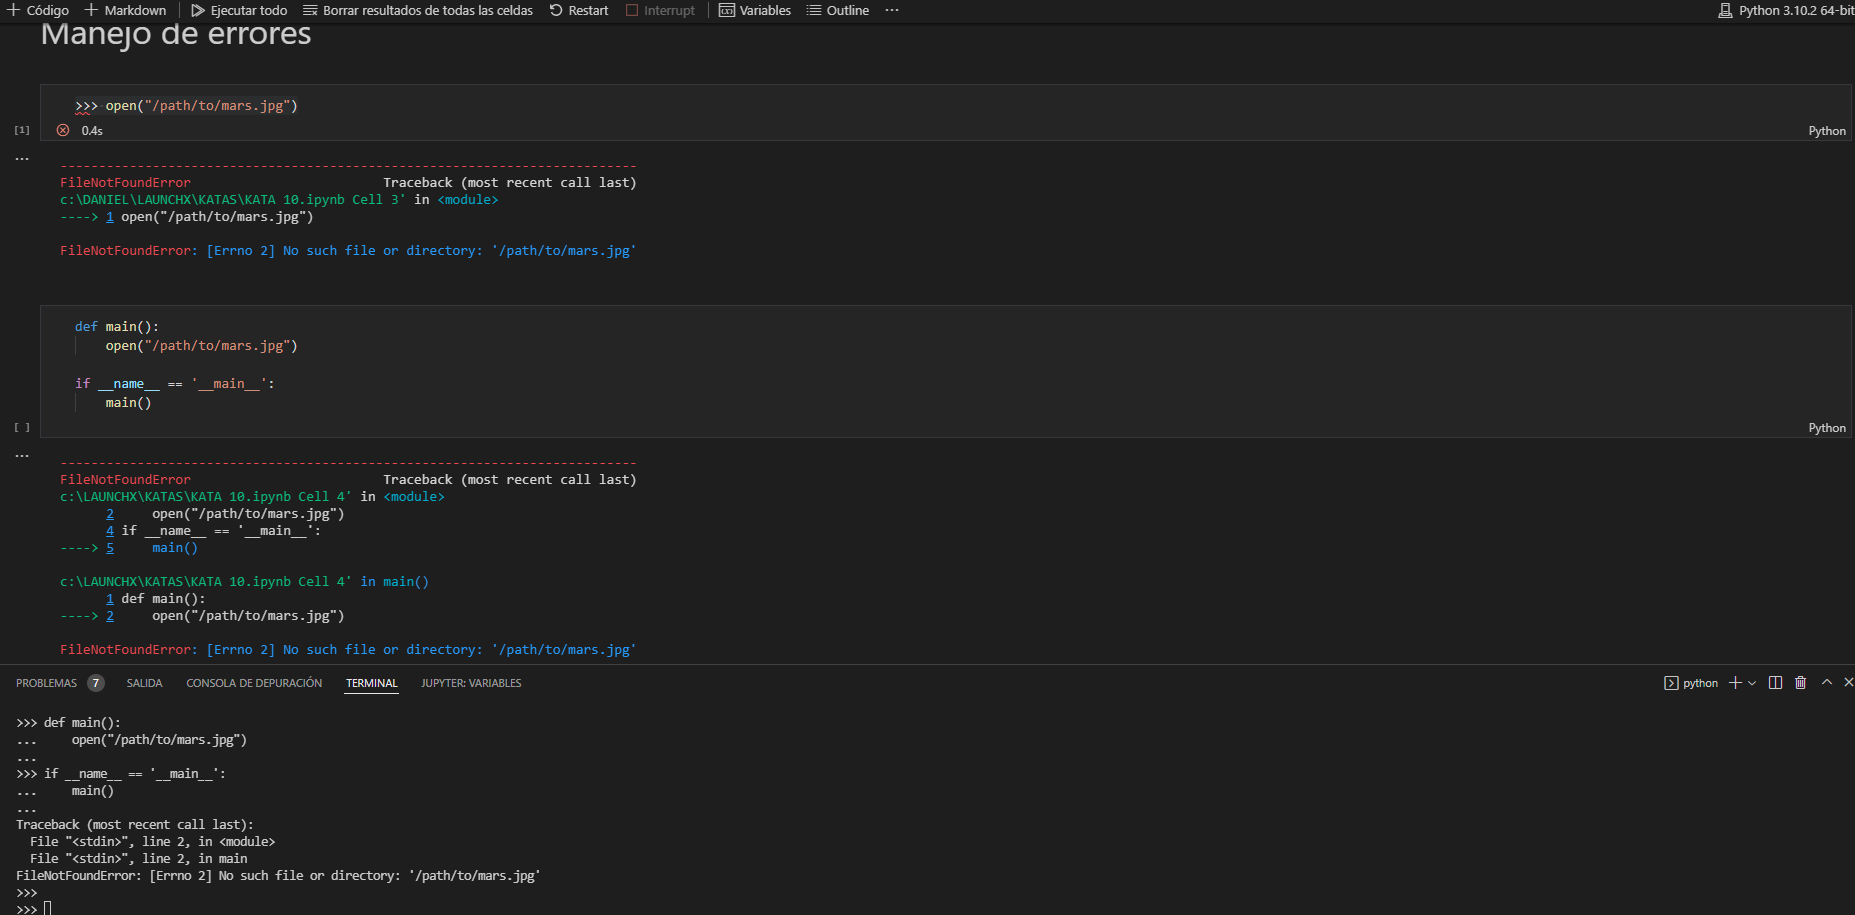 Código Markdown Ejecutar todo Borrar resultados de todas las celdas Restart Interrupt Variables Outline ··· Python 3.10.2 64-bit
Manejo de errores
>>> open("/path/to/mars.jpg")
[1] 0.4s Python
...
---------------------------------------------------------------------------
FileNotFoundError                         Traceback (most recent call last)
c:\DANIEL\LAUNCHX\KATAS\KATA 10.ipynb Cell 3' in <module>
----> 1 open("/path/to/mars.jpg")
FileNotFoundError: [Errno 2] No such file or directory: '/path/to/mars.jpg'
def main():
    open("/path/to/mars.jpg")
if __name__ == '__main__':
    main()
[ ] Python
...
---------------------------------------------------------------------------
FileNotFoundError                         Traceback (most recent call last)
c:\LAUNCHX\KATAS\KATA 10.ipynb Cell 4' in <module>
      2     open("/path/to/mars.jpg")
      4 if __name__ == '__main__':
----> 5     main()
c:\LAUNCHX\KATAS\KATA 10.ipynb Cell 4' in main()
      1 def main():
----> 2     open("/path/to/mars.jpg")
FileNotFoundError: [Errno 2] No such file or directory: '/path/to/mars.jpg'
PROBLEMAS 7 SALIDA CONSOLA DE DEPURACIÓN TERMINAL JUPYTER: VARIABLES python
>>> def main():
...     open("/path/to/mars.jpg")
...
>>> if __name__ == '__main__':
...     main()
...
Traceback (most recent call last):
  File "<stdin>", line 2, in <module>
  File "<stdin>", line 2, in main
FileNotFoundError: [Errno 2] No such file or directory: '/path/to/mars.jpg'
>>>
>>>